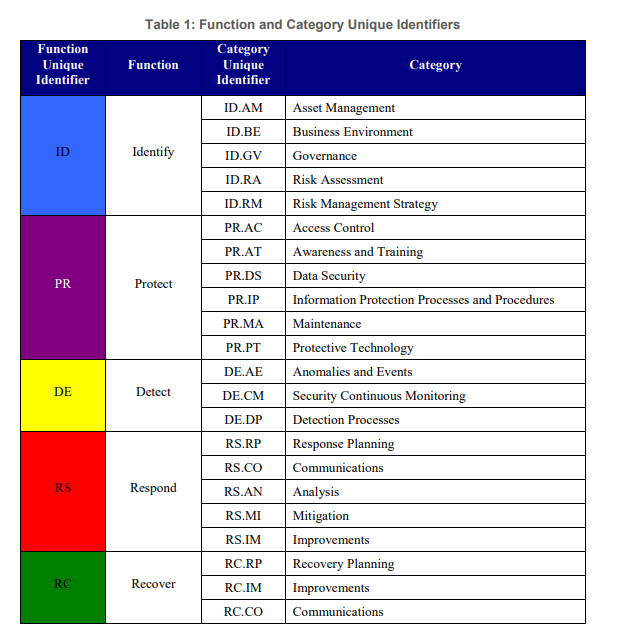 Table 1: Function and Category Unique Identifiers
Function Unique Identifier Function Category Unique Identifier Category
ID Identify ID.AM Asset Management
ID.BE Business Environment
ID.GV Governance
ID.RA Risk Assessment
ID.RM Risk Management Strategy
PR Protect PR.AC Access Control
PR.AT Awareness and Training
PR.DS Data Security
PR.IP Information Protection Processes and Procedures
PR.MA Maintenance
PR.PT Protective Technology
DE Detect DE.AE Anomalies and Events
DE.CM Security Continuous Monitoring
DE.DP Detection Processes
RS Respond RS.RP Response Planning
RS.CO Communications
RS.AN Analysis
RS.MI Mitigation
RS.IM Improvements
RC Recover RC.RP Recovery Planning
RC.IM Improvements
RC.CO Communications